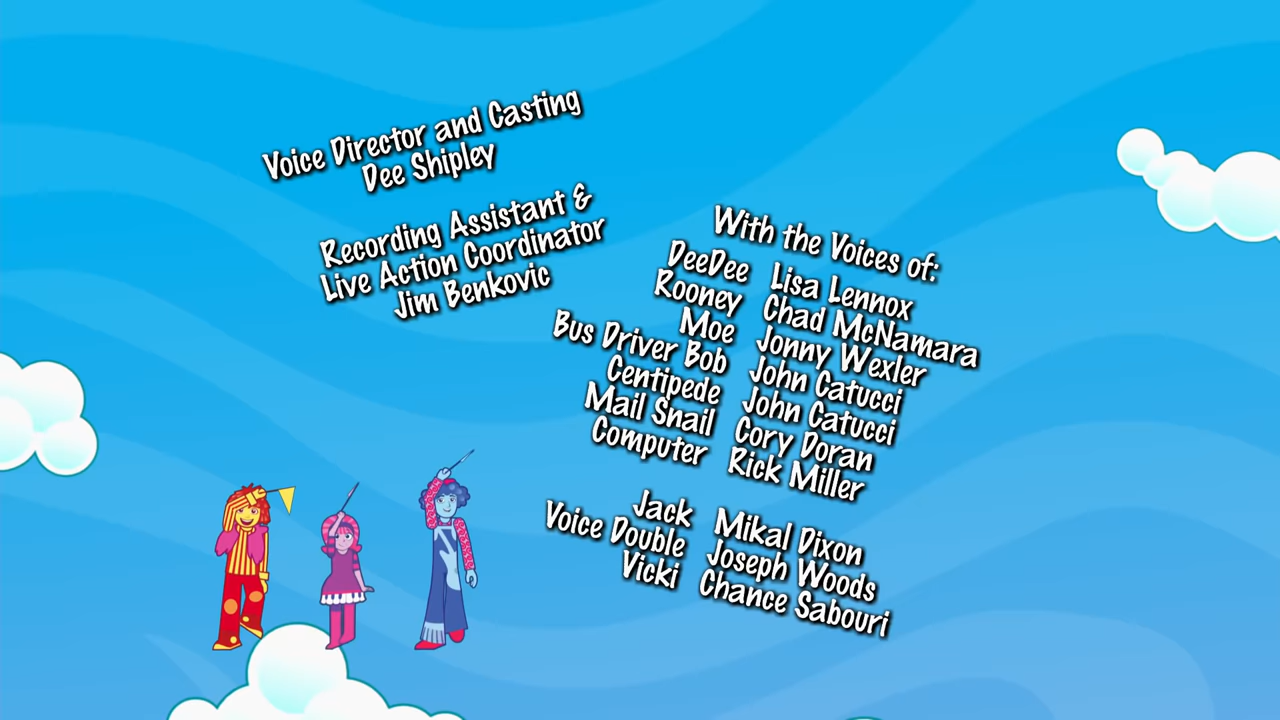 Voice Director and Casting
Dee Shipley
Recording Assistant &
Live Action Coordinator
Jim Benkovic
With the Voices of:
DeeDee Lisa Lennox
Rooney Chad McNamara
Moe Jonny Wexler
Bus Driver Bob John Catucci
Centipede John Catucci
Mail Snail Cory Doran
Computer Rick Miller
Jack Mikal Dixon
Voice Double Joseph Woods
Vicki Chance Sabouri